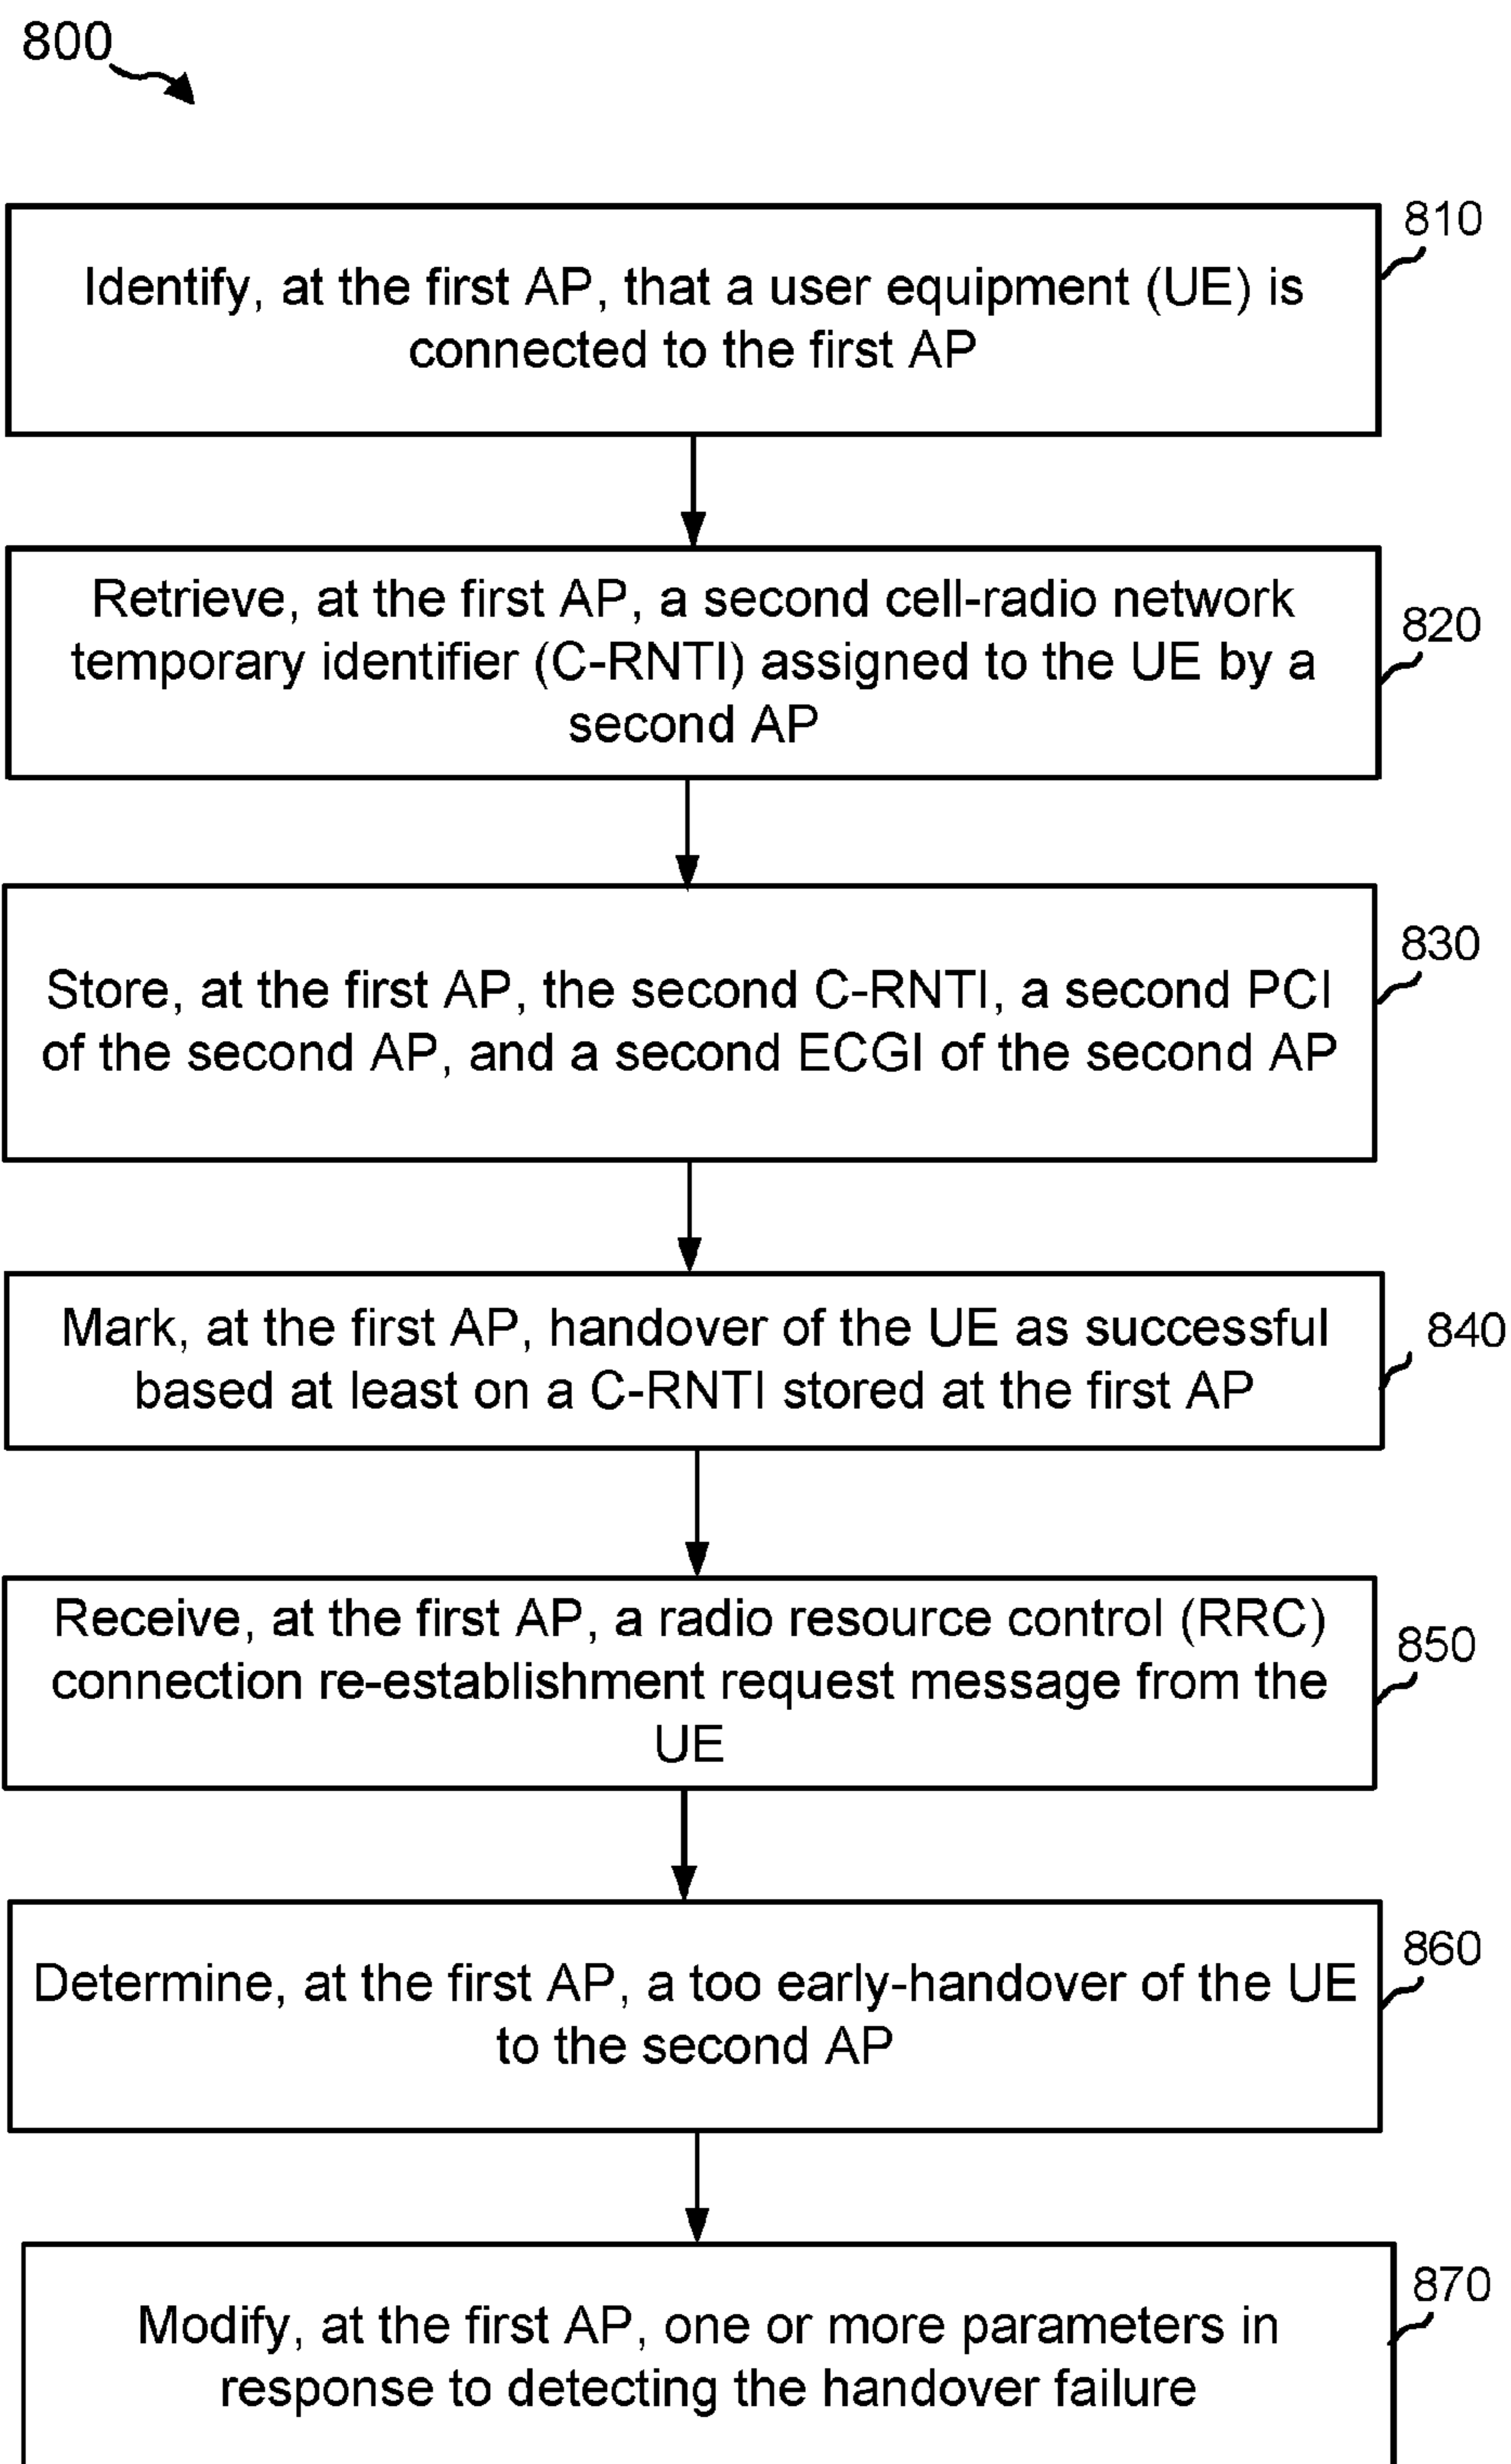 800
810
Identify, at the first AP, that a user equipment (UE) is
connected to the first AP
820
Retrieve, at the first AP, a second cell-radio network
temporary identifier (C-RNTI) assigned to the UE by a
second AP
830
Store, at the first AP, the second C-RNTI, a second PCI
of the second AP, and a second ECGI of the second AP
840
Mark, at the first AP, handover of the UE as successful
based at least on a C-RNTI stored at the first AP
850
Receive, at the first AP, a radio resource control (RRC)
connection re-establishment request message from the
UE
860
Determine, at the first AP, a too early-handover of the UE
to the second AP
870
Modify, at the first AP, one or more parameters in
response to detecting the handover failure